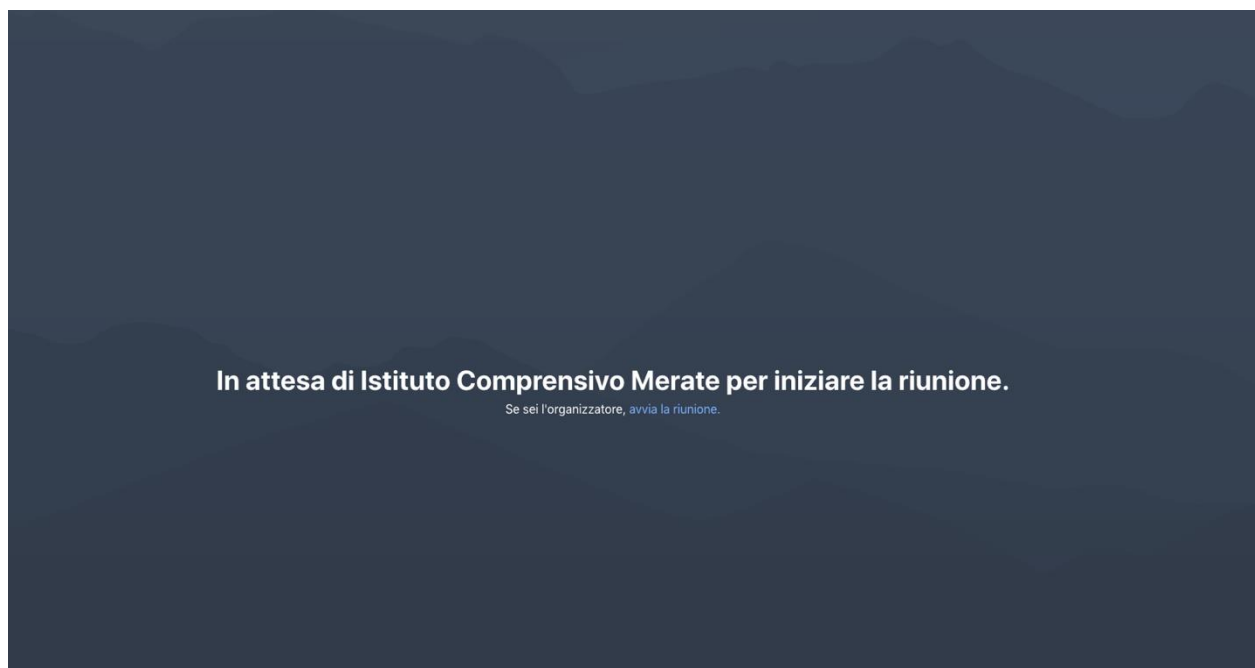 In attesa di Istituto Comprensivo Merate per iniziare la riunione.
Se sei l'organizzatore, avvia la riunione.